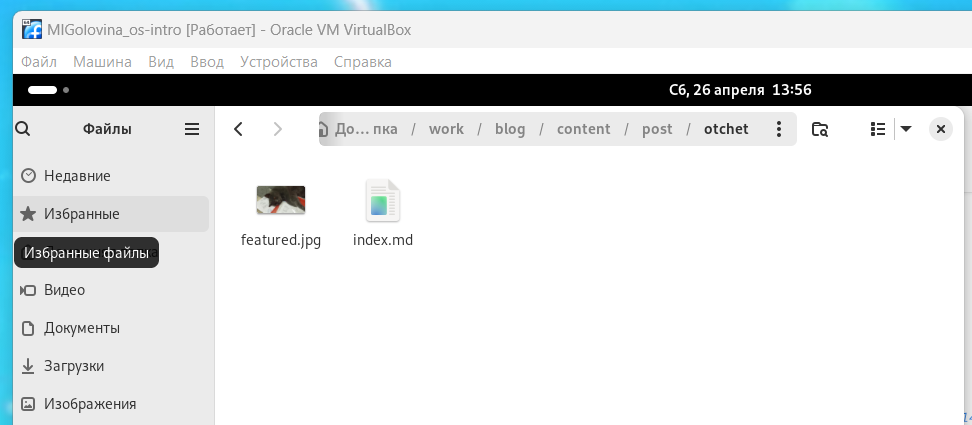 MIGolovina_os-intro [Работает] - Oracle VM VirtualBox
Файл Машина Вид Ввод Устройства Справка
Сб, 26 апреля 13:56
Файлы
До… пка / work / blog / content / post / otchet
Недавние
Избранные
Избранные файлы
Видео
Документы
Загрузки
Изображения
featured.jpg
index.md